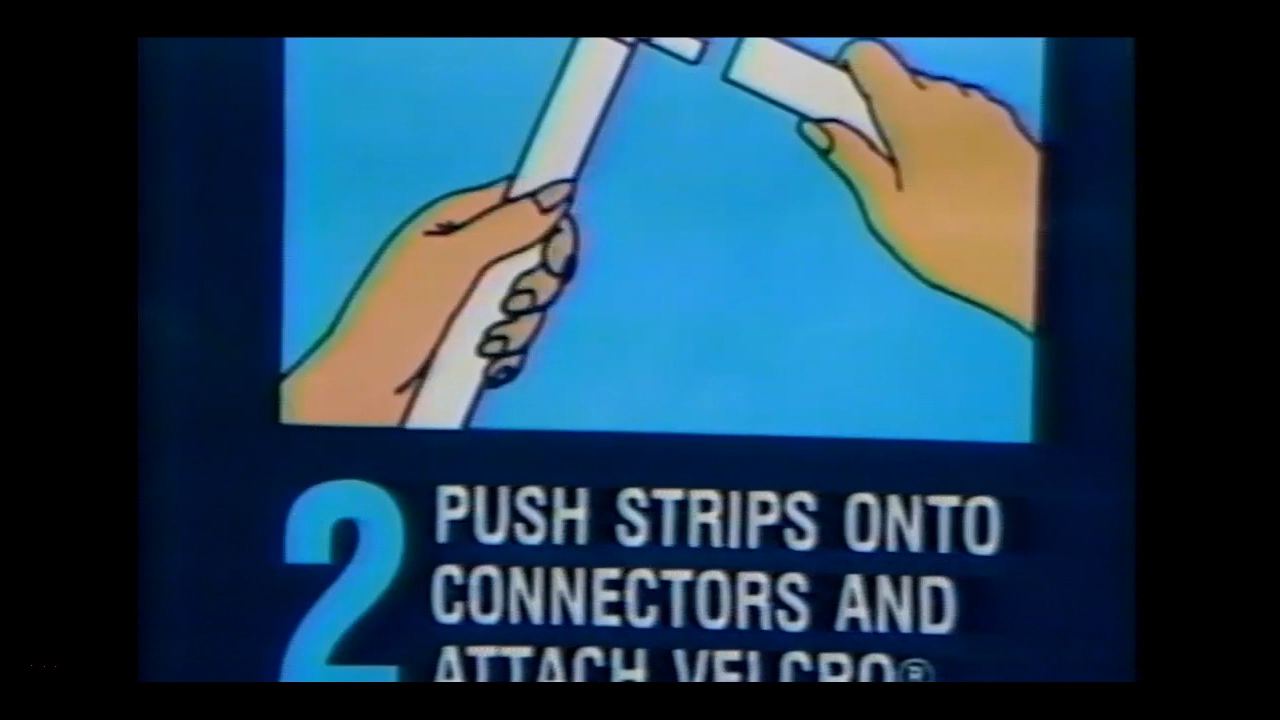 2 PUSH STRIPS ONTO
CONNECTORS AND
ATTACH VELCRO®